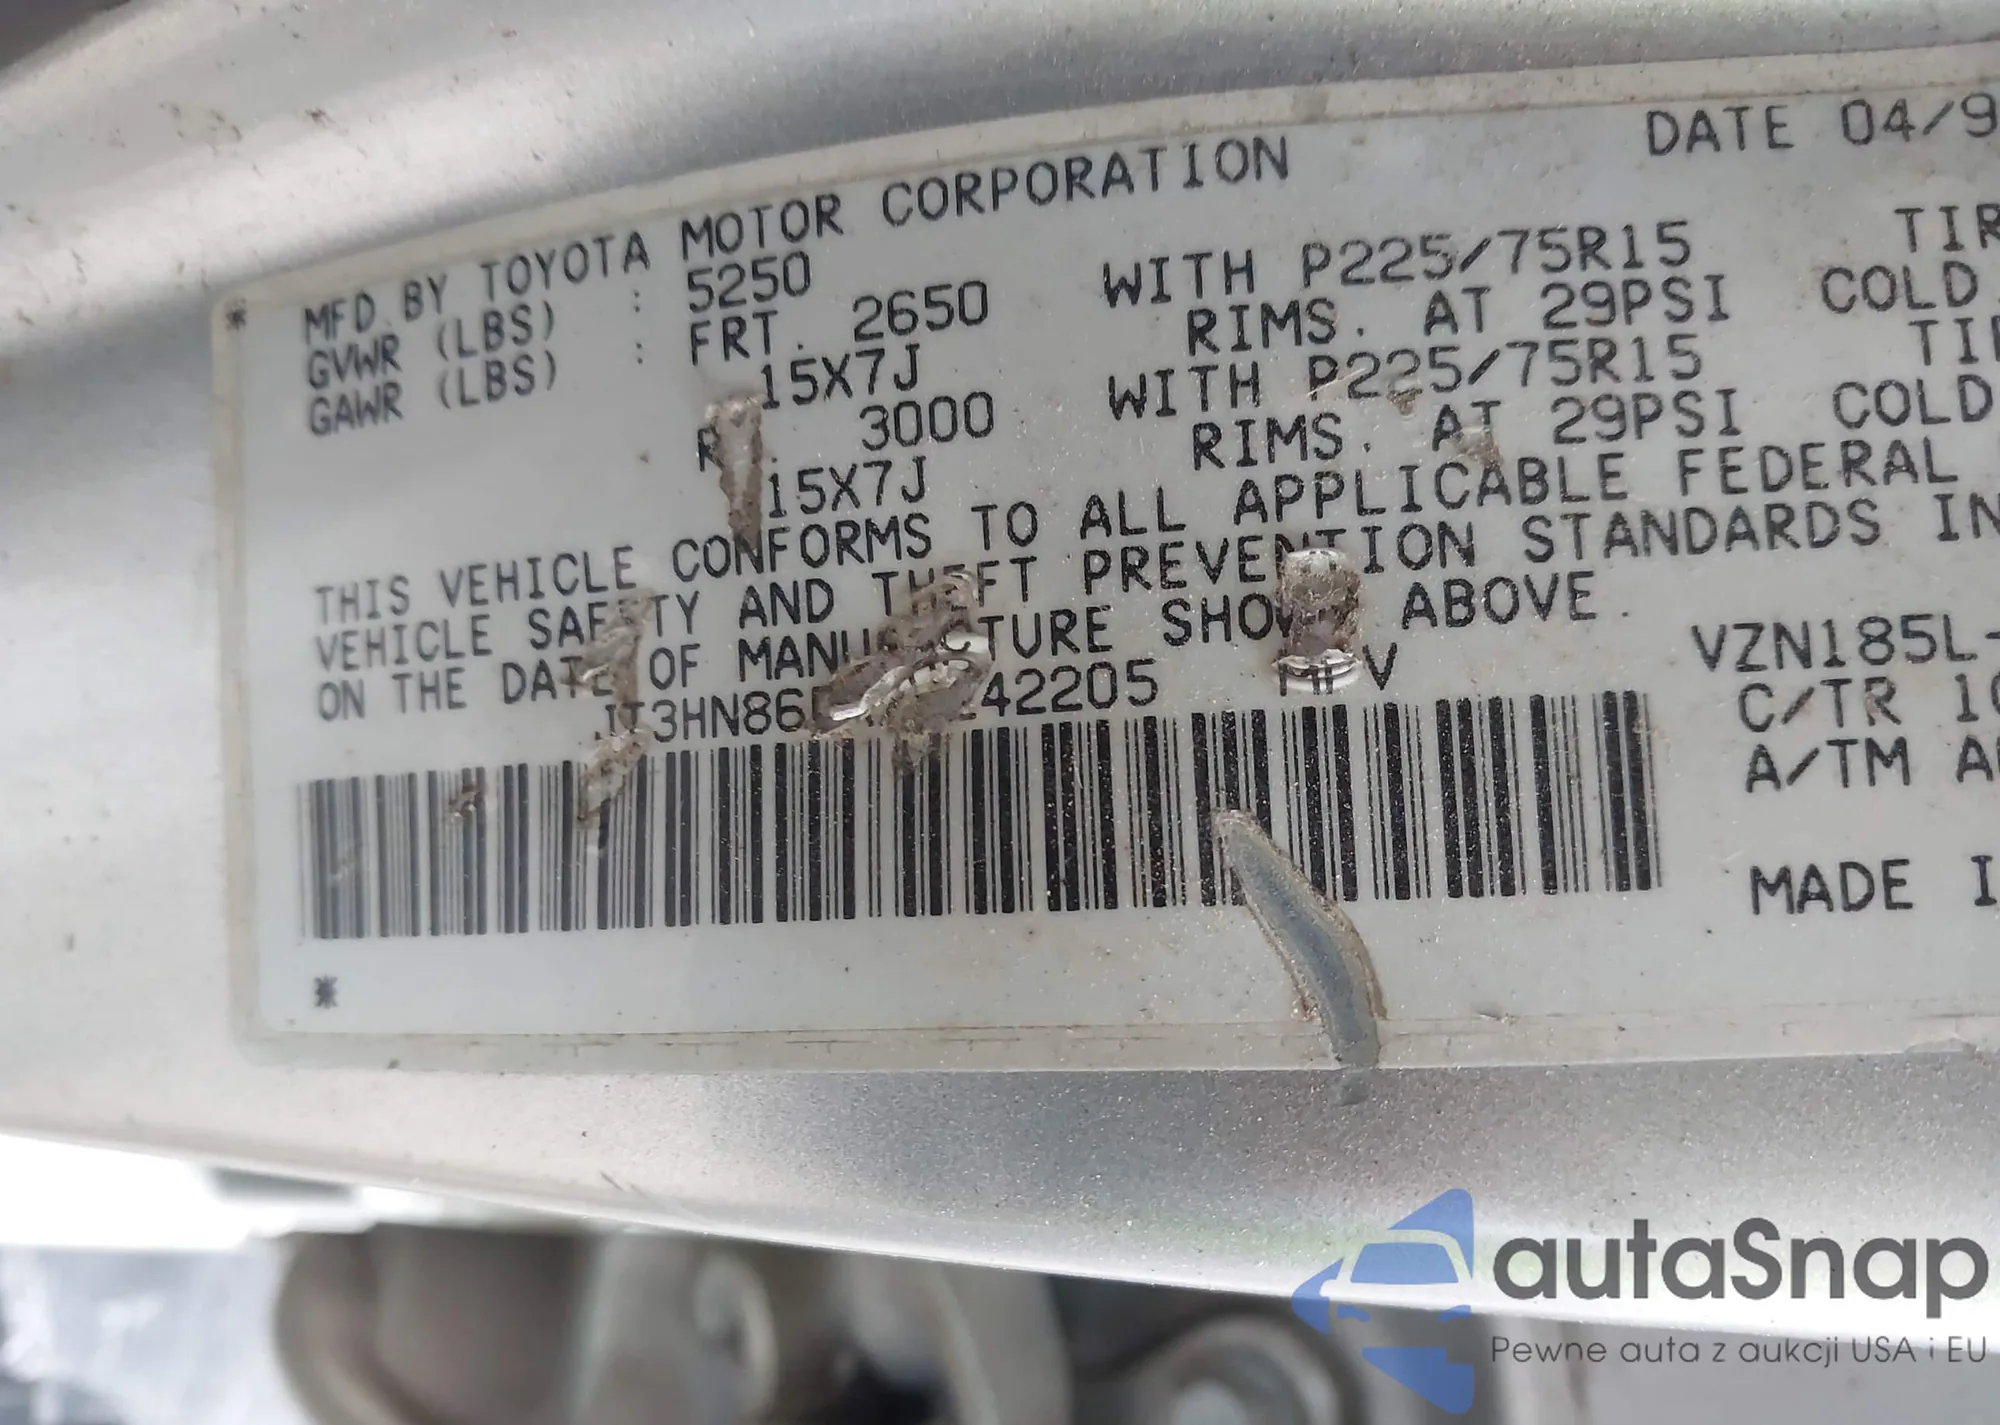 DATE 04/9
MFD. BY TOYOTA MOTOR CORPORATION
GVWR (LBS) : 5250 WITH P225/75R15 TIR
GAWR (LBS) : FRT. 2650 RIMS. AT 29PSI COLD
15X7J WITH P225/75R15 TI
3000 RIMS. AT 29PSI COLD
15X7J
THIS VEHICLE CONFORMS TO ALL APPLICABLE FEDERAL
VEHICLE SAFETY AND THEFT PREVENTION STANDARDS IN
ON THE DATE OF MANUFACTURE SHOWN ABOVE.
42205 MPV
VZN185L-
C/TR
A/TM
MADE
autaSnap
Pewne auta z aukcji USA i EU